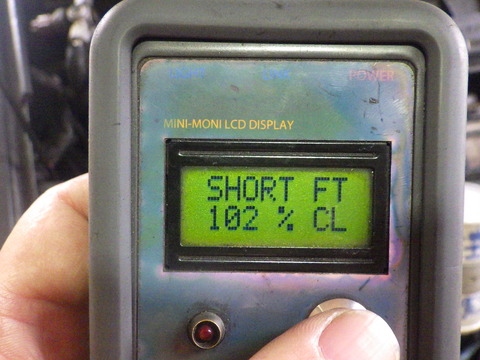 POWER
MINI-MONI LCD DISPLAY
SHORT FT
102 % CL